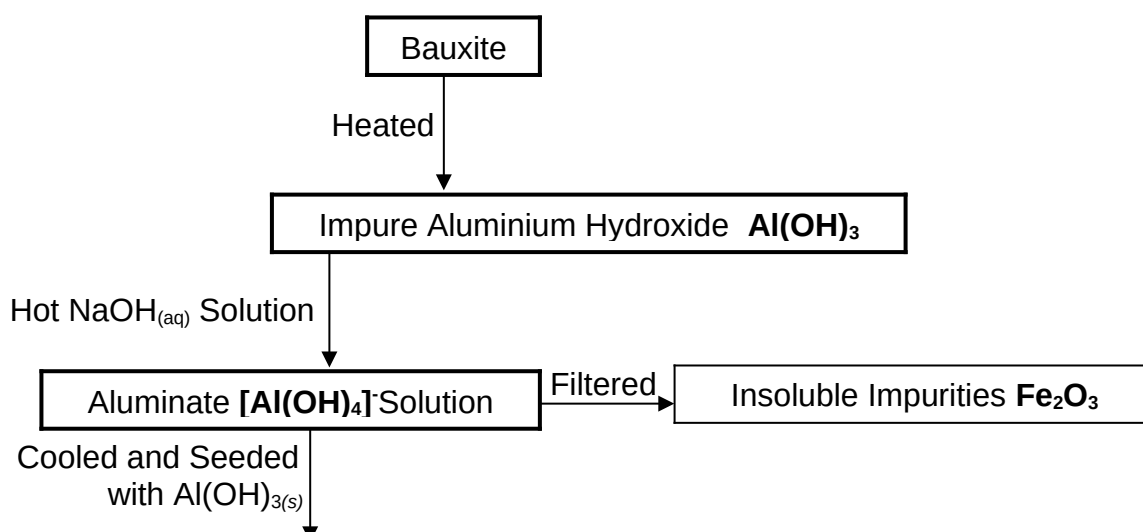 Bauxite
Heated
Impure Aluminium Hydroxide Al(OH)₃
Hot NaOH(aq) Solution
Aluminate [Al(OH)₄]⁻Solution
Filtered
Insoluble Impurities Fe₂O₃
Cooled and Seeded
with Al(OH)₃(s)